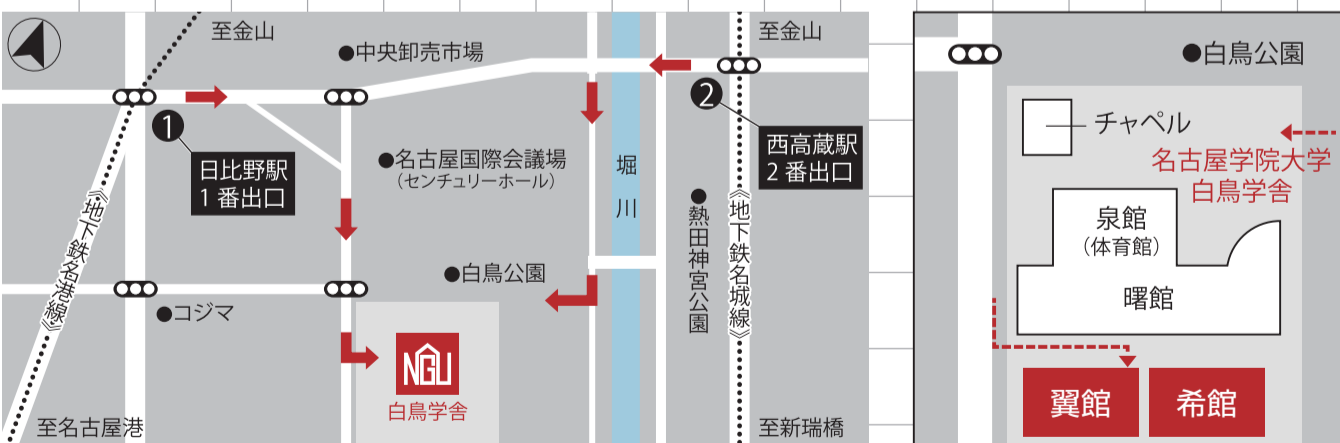 至金山
中央卸売市場
至金山
1
日比野駅
1番出口
名古屋国際会議場
(センチュリーホール)
堀川
2
西高蔵駅
2番出口
《地下鉄名港線》
熱田神宮公園
《地下鉄名城線》
白鳥公園
コジマ
NGU
白鳥学舎
至名古屋港
至新瑞橋
白鳥公園
チャペル
名古屋学院大学
白鳥学舎
泉館
(体育館)
曙館
翼館
希館